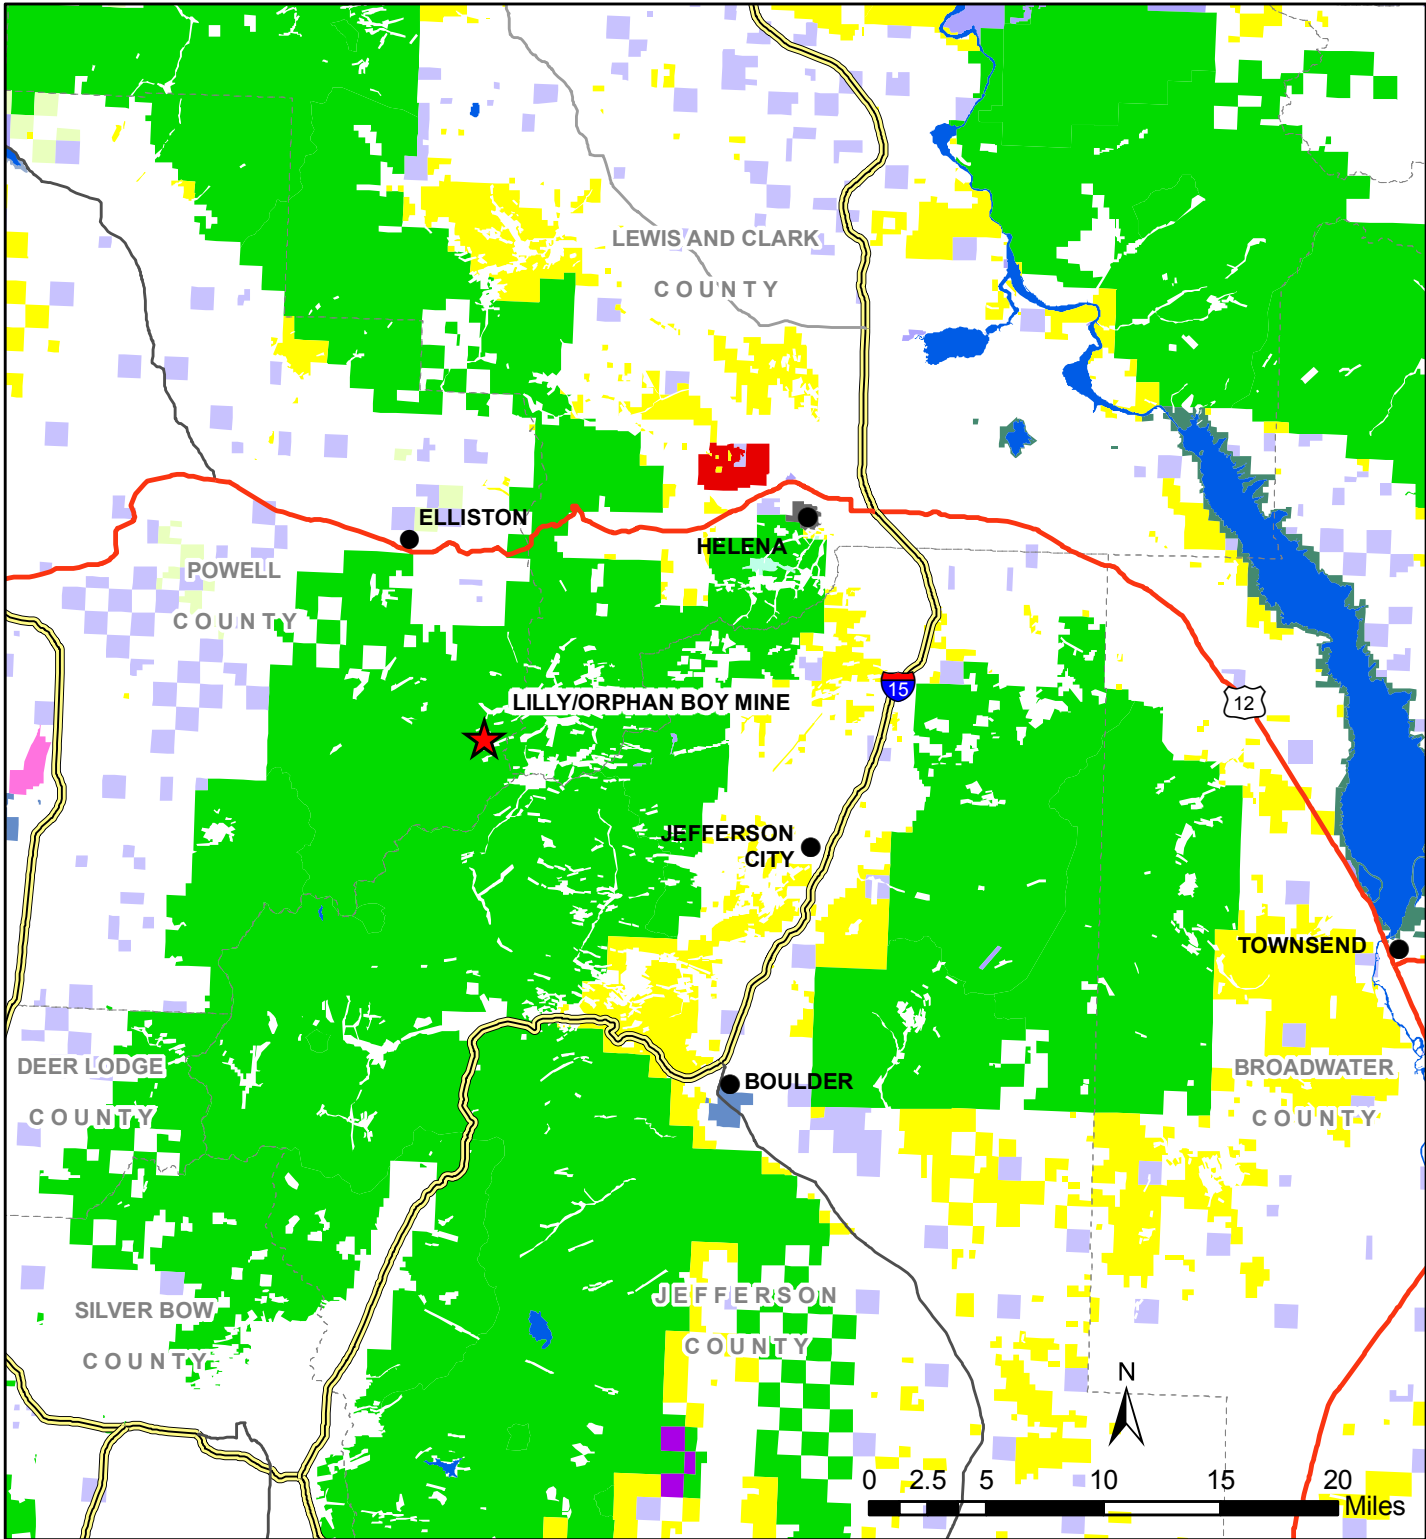 LEWIS AND CLARK
COUNTY
ELLISTON
HELENA
POWELL
COUNTY
LILLY/ORPHAN BOY MINE
15
12
JEFFERSON
CITY
TOWNSEND
DEER LODGE
COUNTY
BOULDER
BROADWATER
COUNTY
SILVER BOW
COUNTY
JEFFERSON
COUNTY
N
0 2.5 5 10 15 20
Miles